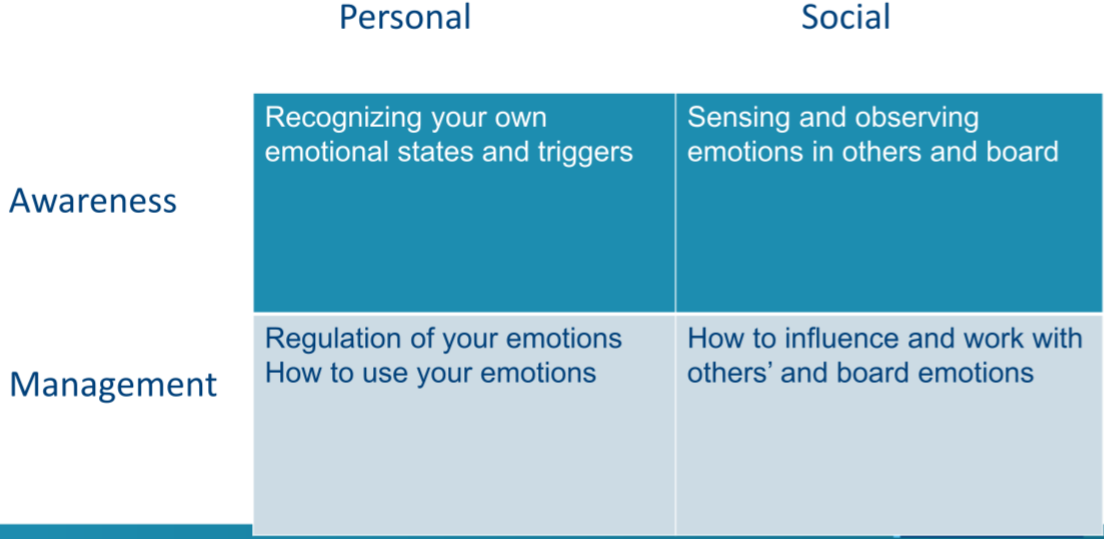 Personal
Social
Awareness
Recognizing your own
emotional states and triggers
Sensing and observing
emotions in others and board
Management
Regulation of your emotions
How to use your emotions
How to influence and work with
others’ and board emotions